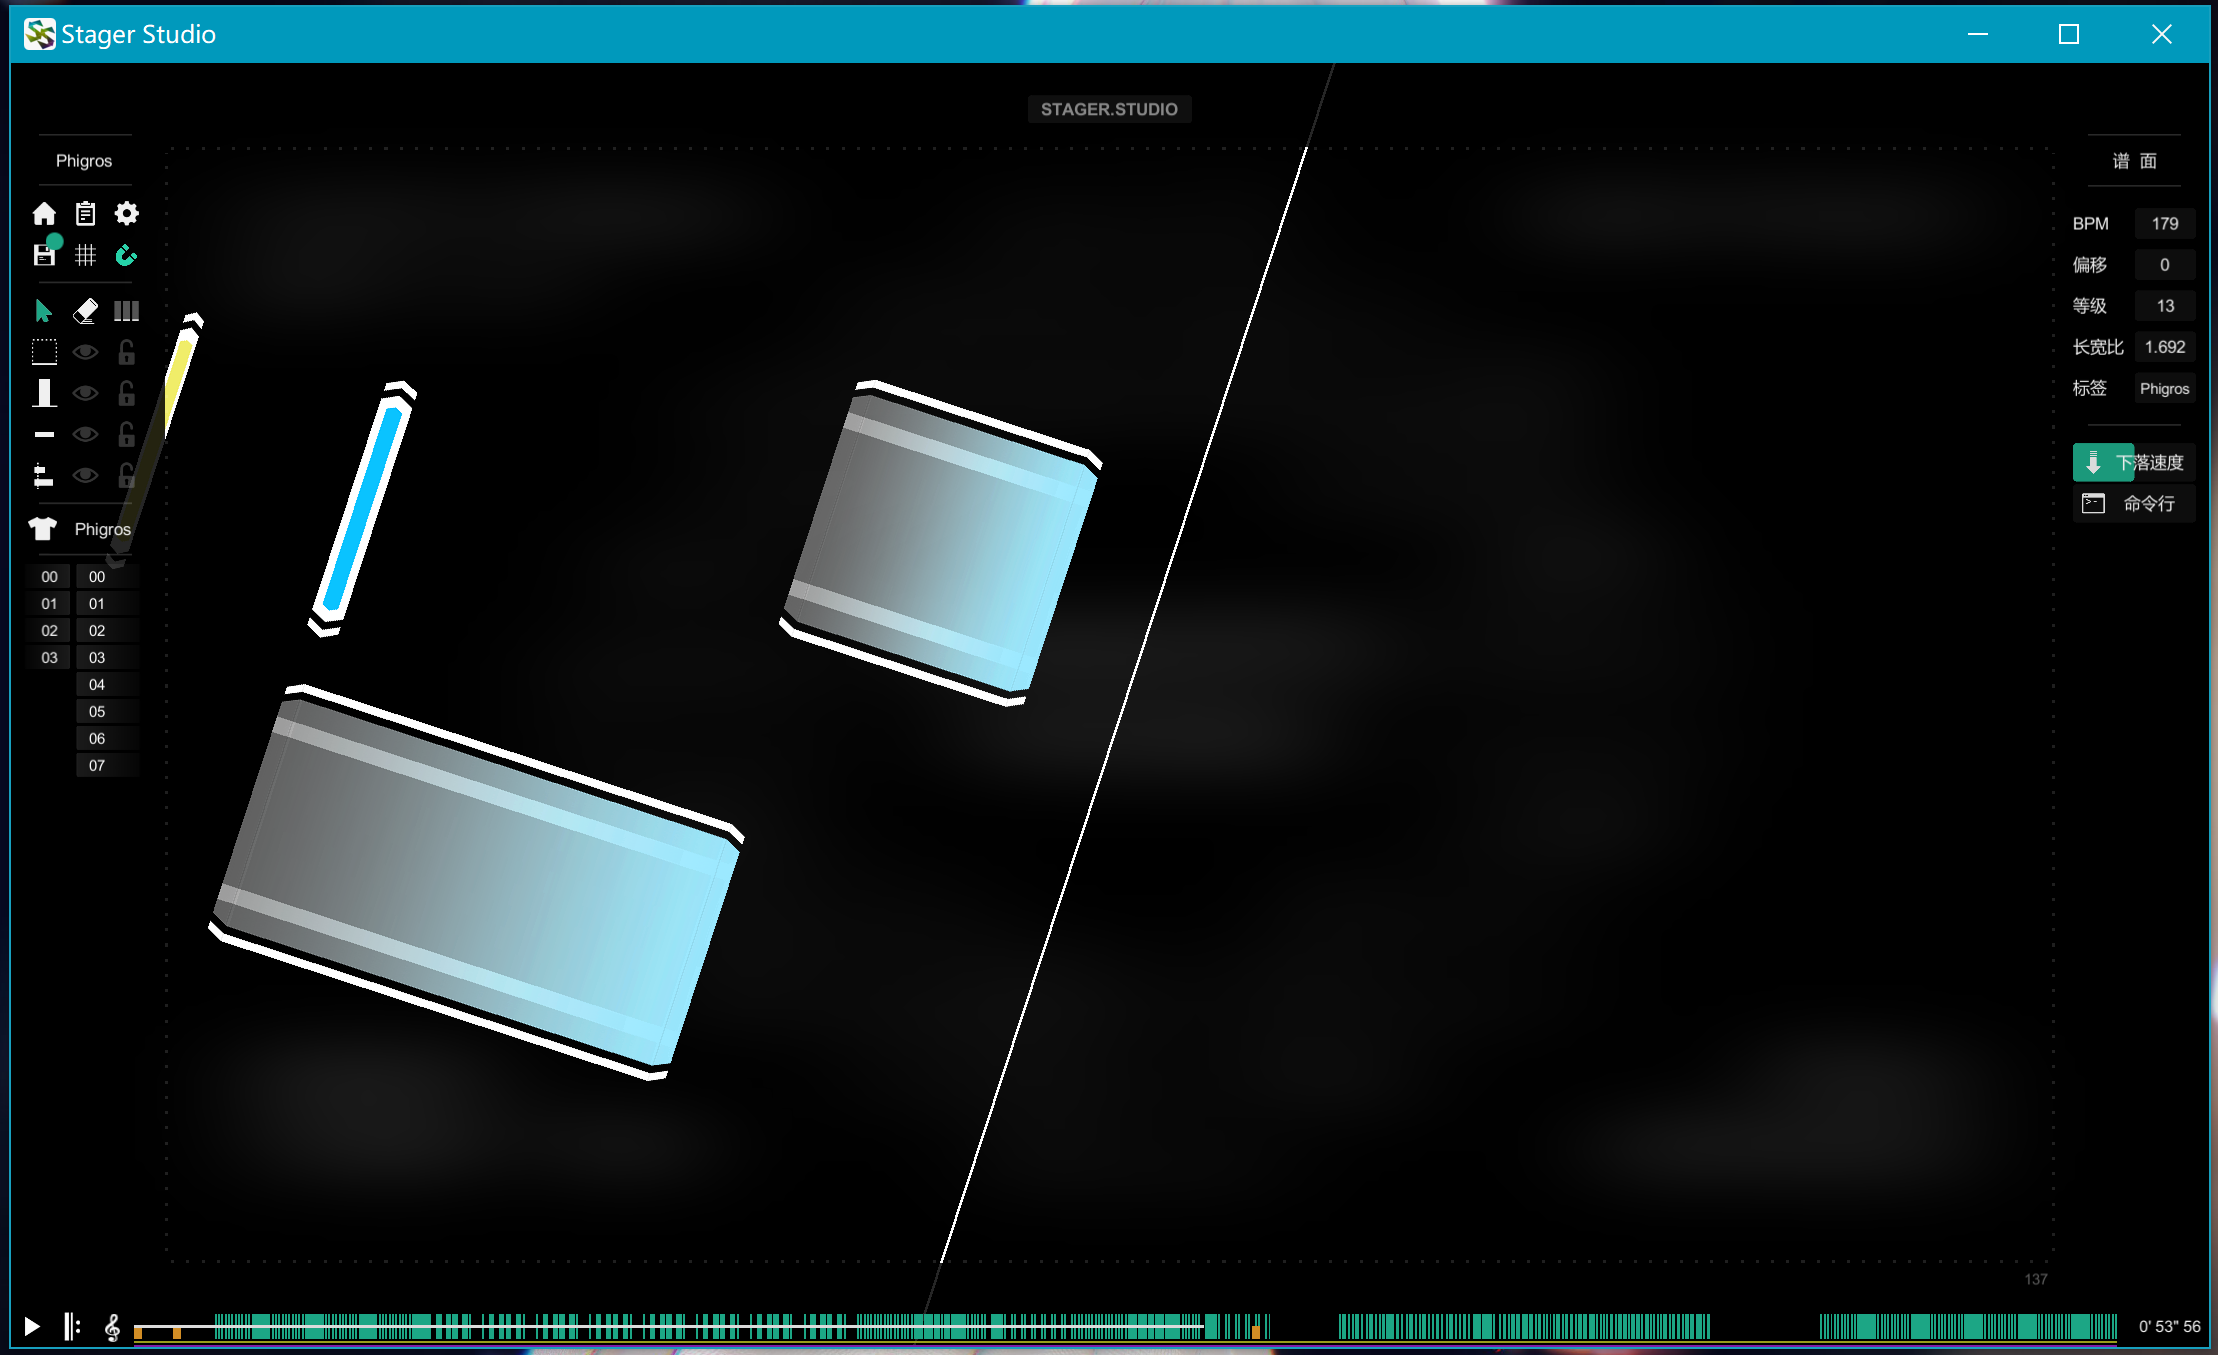 Stager Studio
STAGER.STUDIO
Phigros
Phigros
00 00
01 01
02 02
03 03
04
05
06
07
谱 面
BPM 179
偏移 0
等级 13
长宽比 1.692
标签 Phigros
下落速度
命令行
137
0' 53" 56